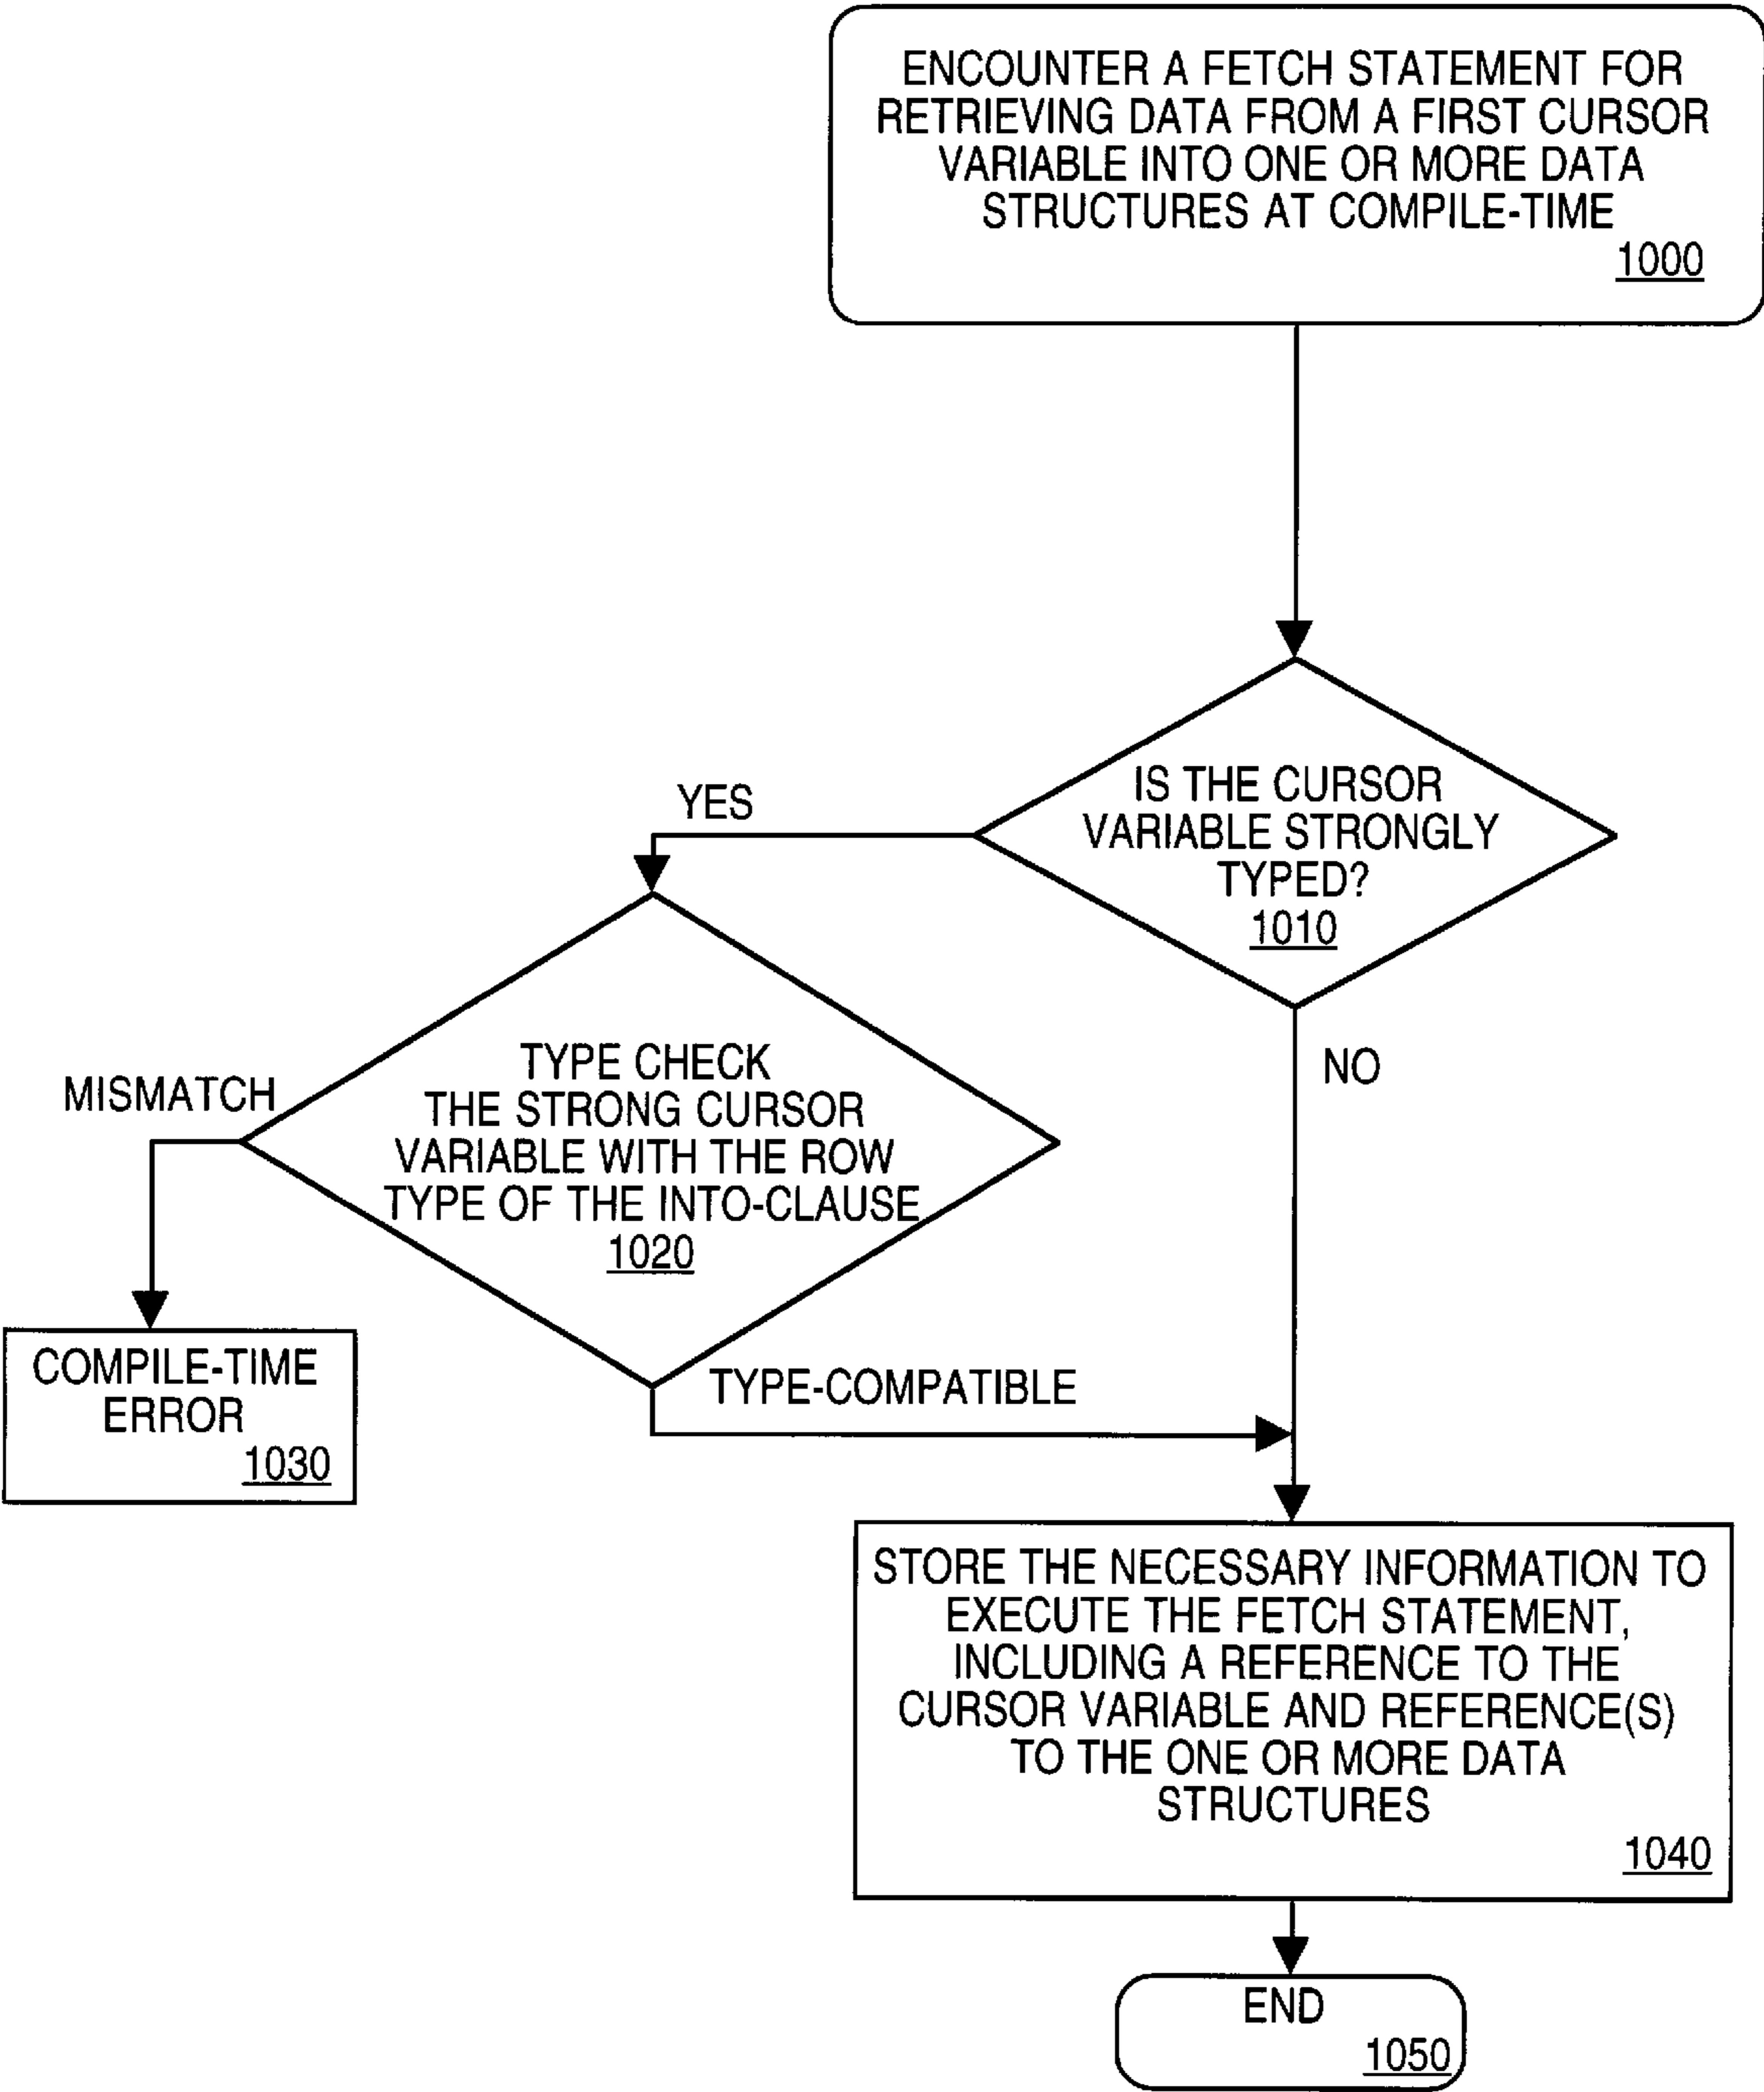 ENCOUNTER A FETCH STATEMENT FOR
RETRIEVING DATA FROM A FIRST CURSOR
VARIABLE INTO ONE OR MORE DATA
STRUCTURES AT COMPILE-TIME
1000
IS THE CURSOR
VARIABLE STRONGLY
TYPED?
1010
YES
NO
TYPE CHECK
THE STRONG CURSOR
VARIABLE WITH THE ROW
TYPE OF THE INTO-CLAUSE
1020
MISMATCH
COMPILE-TIME
ERROR
1030
TYPE-COMPATIBLE
STORE THE NECESSARY INFORMATION TO
EXECUTE THE FETCH STATEMENT,
INCLUDING A REFERENCE TO THE
CURSOR VARIABLE AND REFERENCE(S)
TO THE ONE OR MORE DATA
STRUCTURES
1040
END
1050